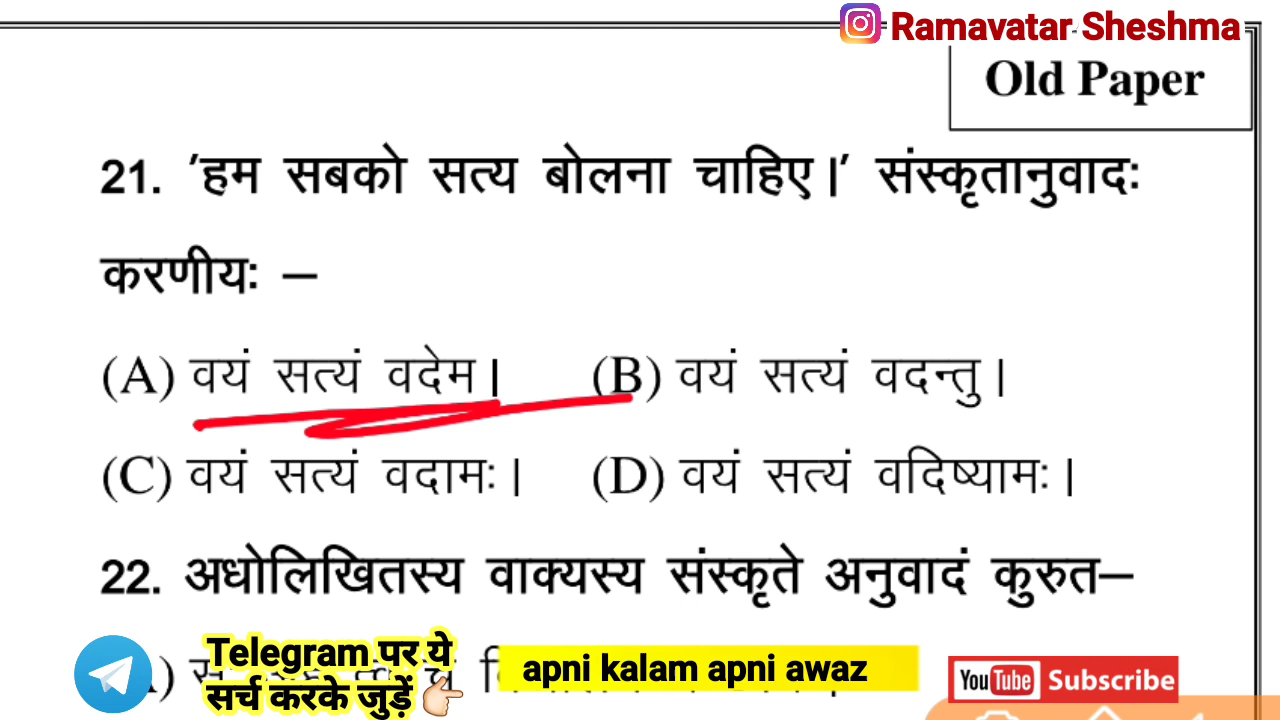 Ramavatar Sheshma
Old Paper
21. 'हम सबको सत्य बोलना चाहिए।' संस्कृतानुवादः
करणीयः –
(A) वयं सत्यं वदेम। (B) वयं सत्यं वदन्तु।
(C) वयं सत्यं वदामः। (D) वयं सत्यं वदिष्यामः।
22. अधोलिखितस्य वाक्यस्य संस्कृते अनुवादं कुरुत–
Telegram पर ये
सर्च करके जुड़ें
apni kalam apni awaz
YouTube Subscribe